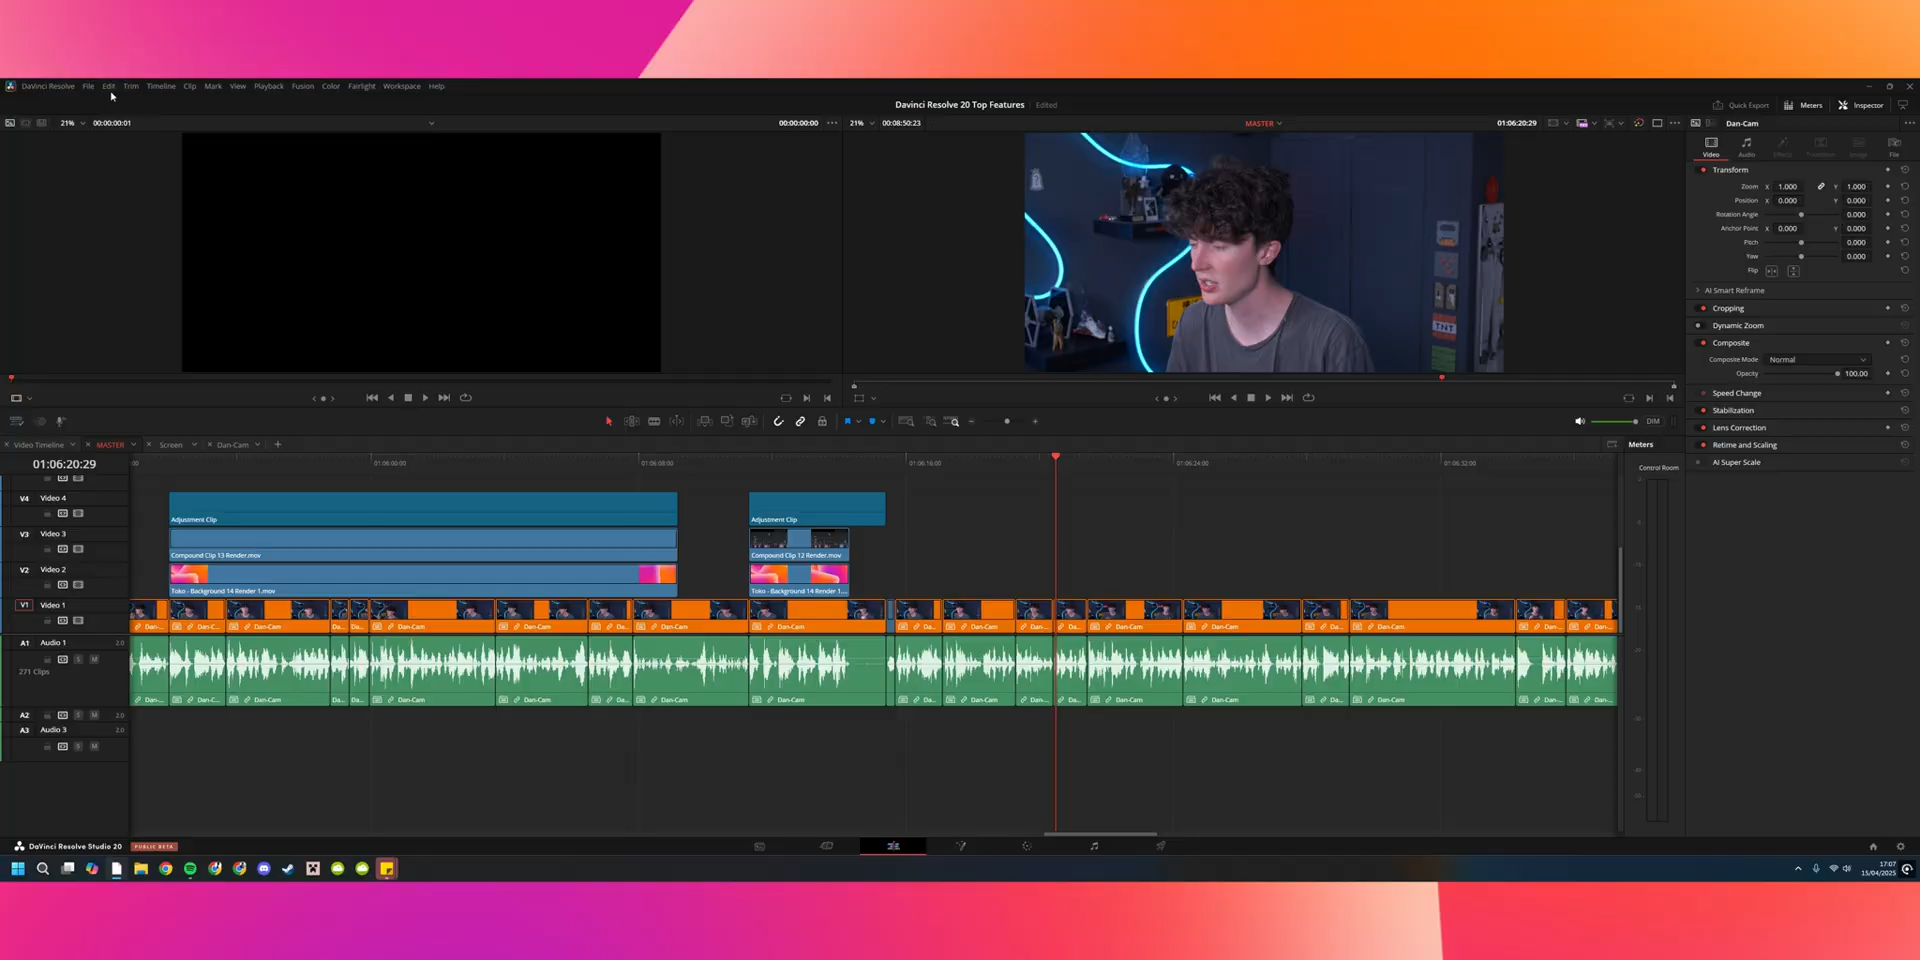 DaVinci Resolve File Edit Trim Timeline Clip Mark View Playback Fusion Color Fairlight Workspace Help
Davinci Resolve 20 Top Features Edited
Quick Export Meters Inspector
21% 00:00:00:01 00:00:00:00
21% 00:08:50:23 MASTER 01:06:20:29
Dan-Cam
Video Audio Effects Transition Image File
Transform
Zoom X 1.000 Y 1.000
Position X 0.000 Y 0.000
Rotation Angle 0.000
Anchor Point X 0.000 Y 0.000
Pitch 0.000
Yaw 0.000
Flip
AI Smart Reframe
Cropping
Dynamic Zoom
Composite
Composite Mode Normal
Opacity 100.00
Speed Change
Stabilization
Lens Correction
Retime and Scaling
AI Super Scale
TNT
DIM
Video Timeline MASTER Screen Dan-Cam
Meters
Control Room
01:06:20:29
01:06:00:00 01:06:08:00 01:06:16:00 01:06:24:00 01:06:32:00
V4 Video 4
Adjustment Clip Adjustment Clip
V3 Video 3
Compound Clip 13 Render.mov Compound Clip 12 Render.mov
V2 Video 2
Toko - Background 14 Render 1.mov Toko - Background 14 Render 1....
V1 Video 1
Dan-... Dan-C... Dan-Cam Da... Da... Dan-Cam Dan-Cam Dan-... Dan-Cam Dan-Cam Da... Dan-Cam Dan-... Da... Dan-Cam Dan-Cam Da... Dan-Cam Dan-... Dan-...
A1 Audio 1 2.0
S M
271 Clips
Dan-... Dan-C... Dan-Cam Da... Da... Dan-Cam Dan-Cam Dan-... Dan-Cam Dan-Cam Da... Dan-Cam Dan-... Da... Dan-Cam Dan-Cam Da... Dan-Cam Dan-... Dan-...
A2 S M 2.0
A3 Audio 3 2.0
S M
DaVinci Resolve Studio 20 PUBLIC BETA
17:07
15/04/2025